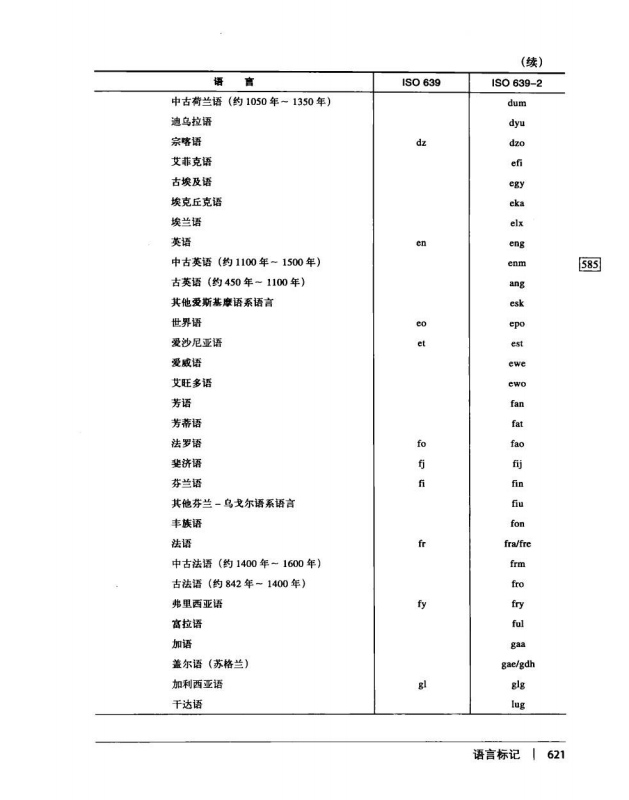 （续）
语 言 ISO 639 ISO 639-2
中古荷兰语（约 1050 年~ 1350 年） dum
迪乌拉语 dyu
宗喀语 dz dzo
艾菲克语 efi
古埃及语 egy
埃克丘克语 eka
埃兰语 elx
英语 en eng
中古英语（约 1100 年~ 1500 年） enm
585
古英语（约 450 年~ 1100 年） ang
其他爱斯基摩语系语言 esk
世界语 eo epo
爱沙尼亚语 et est
爱威语 ewe
艾旺多语 ewo
芳语 fan
芳蒂语 fat
法罗语 fo fao
斐济语 fj fij
芬兰语 fi fin
其他芬兰－乌戈尔语系语言 fiu
丰族语 fon
法语 fr fra/fre
中古法语（约 1400 年~ 1600 年） frm
古法语（约 842 年~ 1400 年） fro
弗里西亚语 fy fry
富拉语 ful
加语 gaa
盖尔语（苏格兰） gae/gdh
加利西亚语 gl glg
干达语 lug
语言标记 | 621